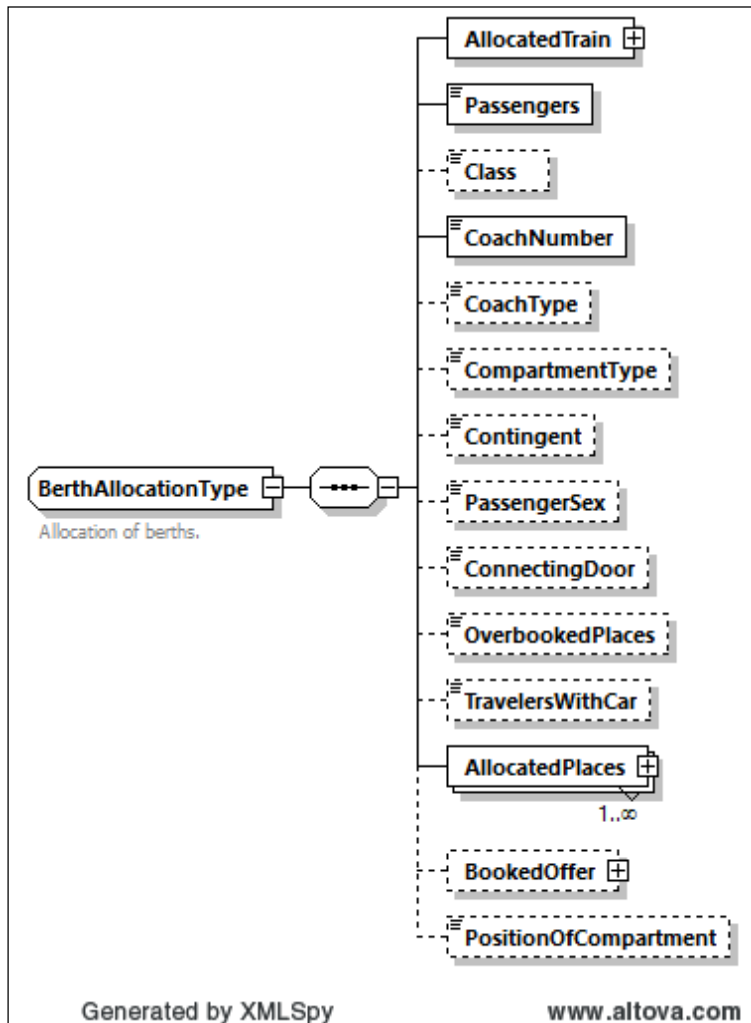 AllocatedTrain
Passengers
Class
CoachNumber
CoachType
CompartmentType
Contingent
BerthAllocationType
PassengerSex
Allocation of berths.
ConnectingDoor
OverbookedPlaces
TravelersWithCar
AllocatedPlaces
1..∞
BookedOffer
PositionOfCompartment
Generated by XMLSpy
www.altova.com